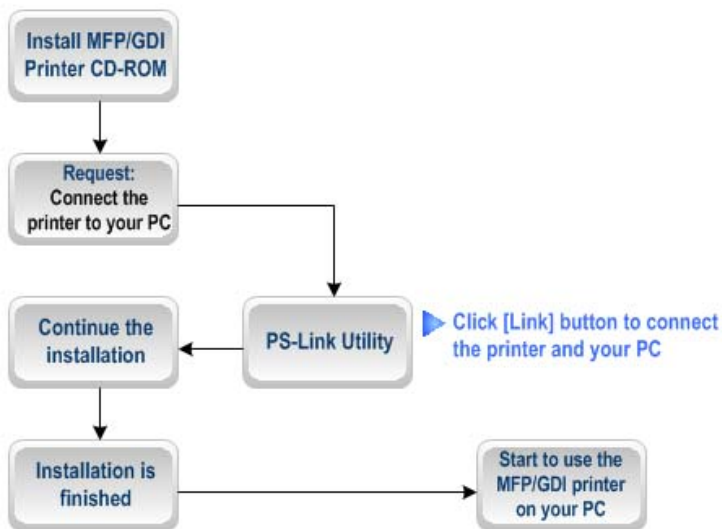 Install MFP/GDI
Printer CD-ROM
Request:
Connect the
printer to your PC
PS-Link Utility
Click [Link] button to connect
the printer and your PC
Continue the
installation
Installation is
finished
Start to use the
MFP/GDI printer
on your PC